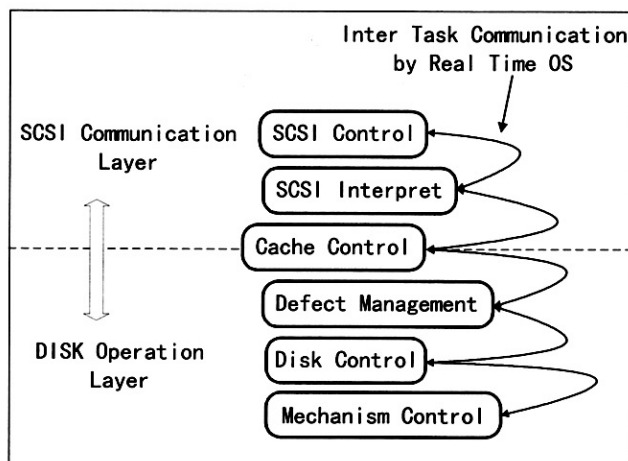 Inter Task Communication
by Real Time OS
SCSI Communication
Layer
SCSI Control
SCSI Interpret
Cache Control
Defect Management
DISK Operation
Layer
Disk Control
Mechanism Control